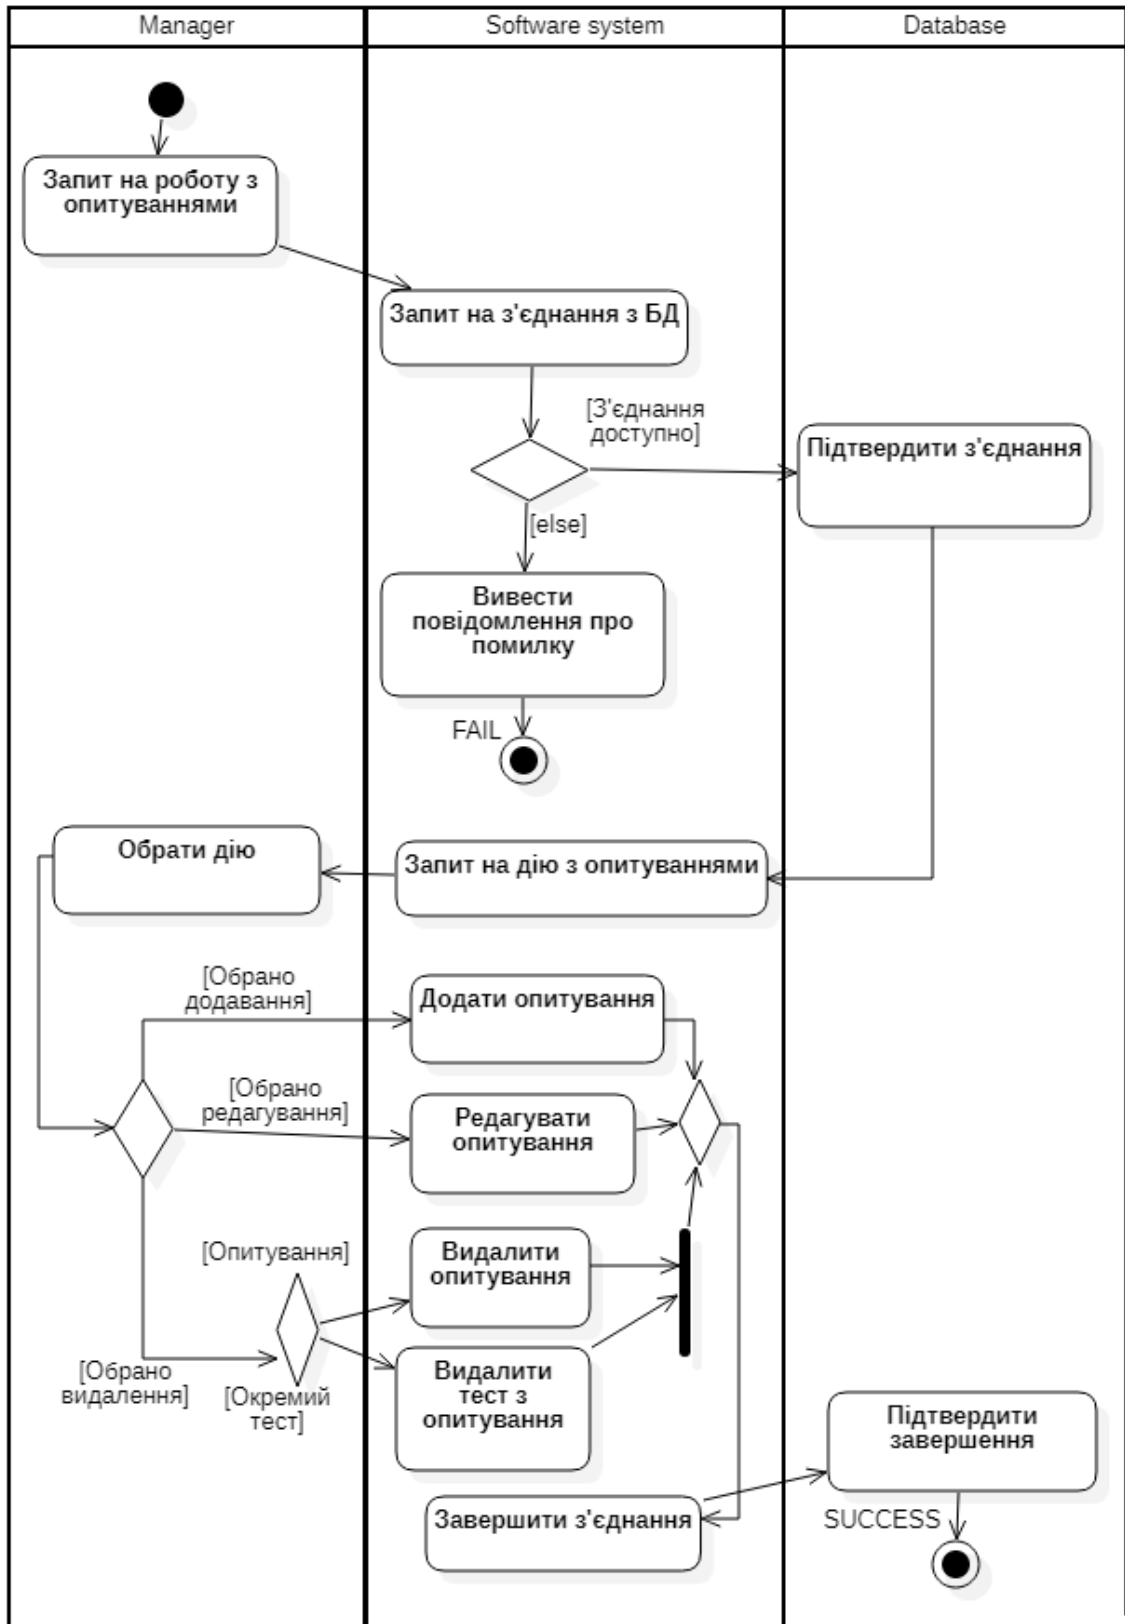 Manager
Software system
Database
Запит на роботу з
опитуваннями
Запит на з'єднання з БД
[З'єднання
доступно]
Підтвердити з'єднання
[else]
Вивести
повідомлення про
помилку
FAIL
Обрати дію
Запит на дію з опитуваннями
[Обрано
додавання]
Додати опитування
[Обрано
редагування]
Редагувати
опитування
[Опитування]
Видалити
опитування
[Обрано
видалення]
[Окремий
тест]
Видалити
тест з
опитування
Підтвердити
завершення
Завершити з'єднання
SUCCESS